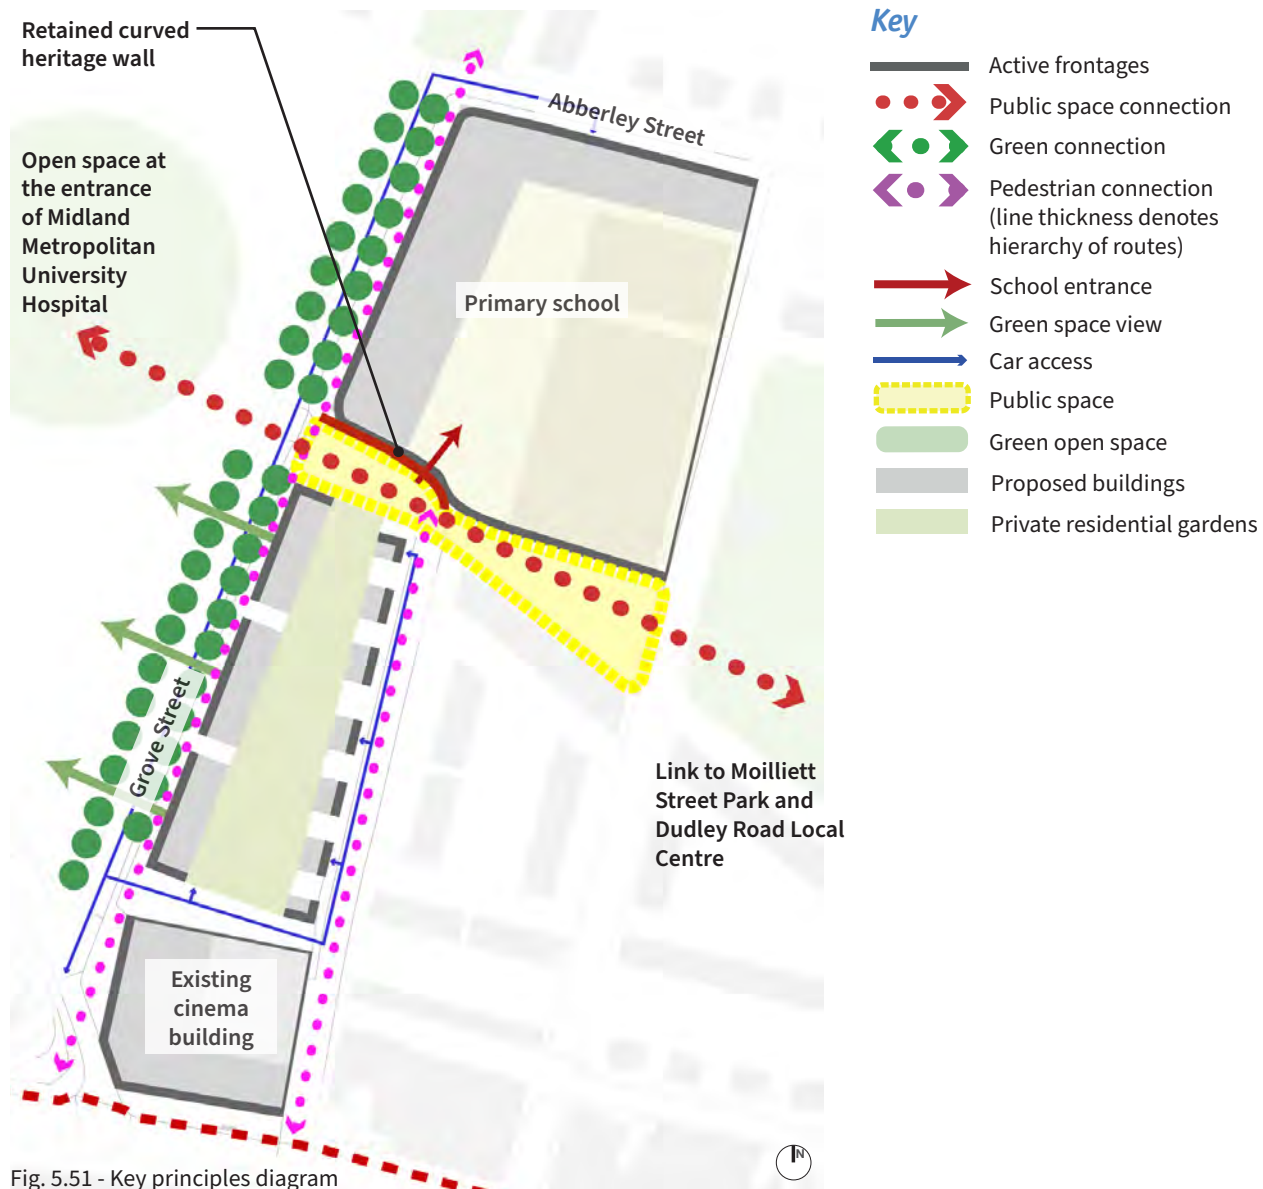 Retained curved
heritage wall
Open space at
the entrance
of Midland
Metropolitan
University
Hospital
Abberley Street
Primary school
Grove Street
Link to Moilliett
Street Park and
Dudley Road Local
Centre
Existing
cinema
building
N
Fig. 5.51 - Key principles diagram
Key
Active frontages
Public space connection
Green connection
Pedestrian connection
(line thickness denotes
hierarchy of routes)
School entrance
Green space view
Car access
Public space
Green open space
Proposed buildings
Private residential gardens